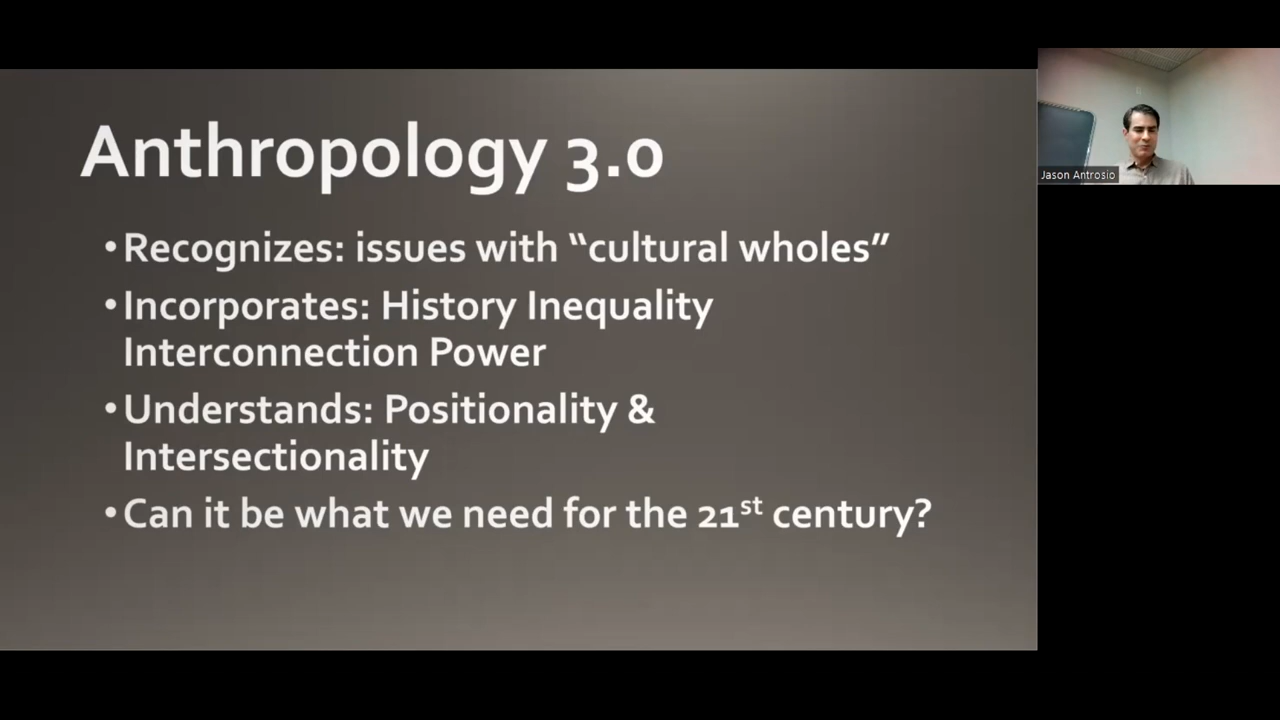 Anthropology 3.0
•Recognizes: issues with “cultural wholes”
•Incorporates: History Inequality
Interconnection Power
•Understands: Positionality &
Intersectionality
•Can it be what we need for the 21st century?
Jason Antrosio